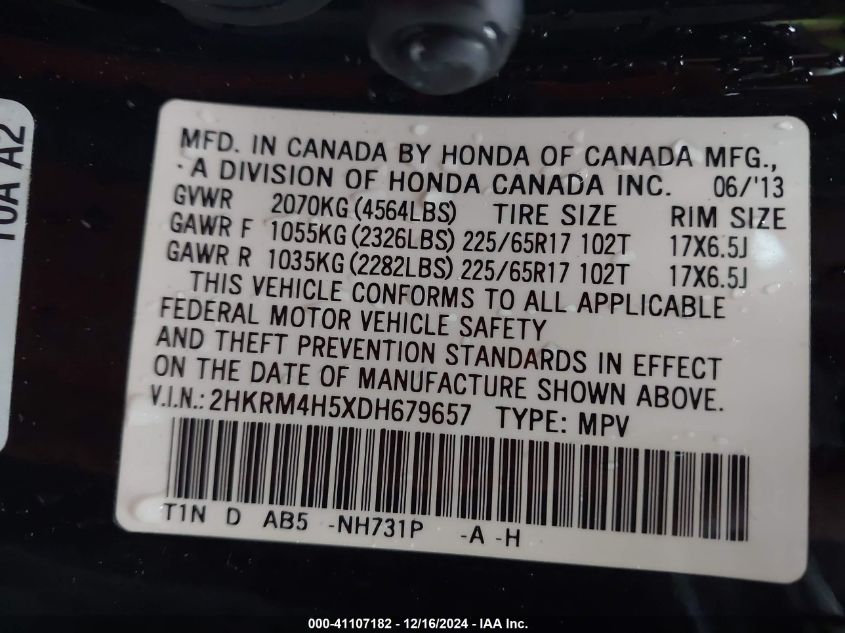 10A A2
MFD. IN CANADA BY HONDA OF CANADA MFG.,
A DIVISION OF HONDA CANADA INC. 06/'13
GVWR 2070KG (4564LBS) TIRE SIZE RIM SIZE
GAWR F 1055KG (2326LBS) 225/65R17 102T 17X6.5J
GAWR R 1035KG (2282LBS) 225/65R17 102T 17X6.5J
THIS VEHICLE CONFORMS TO ALL APPLICABLE
FEDERAL MOTOR VEHICLE SAFETY
AND THEFT PREVENTION STANDARDS IN EFFECT
ON THE DATE OF MANUFACTURE SHOWN ABOVE.
V.I.N.: 2HKRM4H5XDH679657 TYPE: MPV
T1N D AB5 -NH731P -A -H
000-41107182 - 12/16/2024 - IAA Inc.